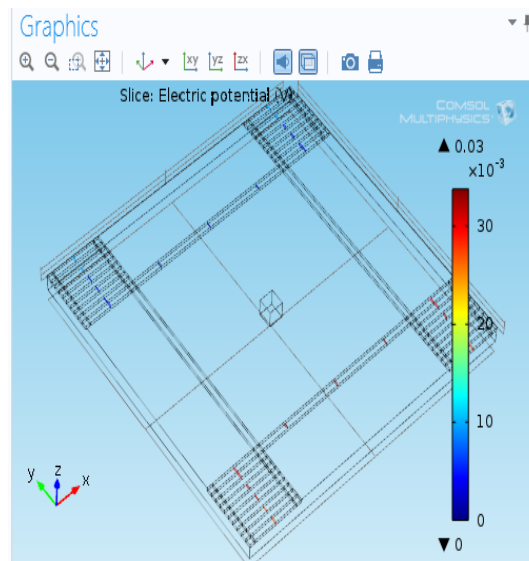 Graphics
xy yz zx
Slice: Electric potential (V)
COMSOL
MULTIPHYSICS
▲ 0.03
×10⁻³
30
20
10
0
▼ 0
y z x